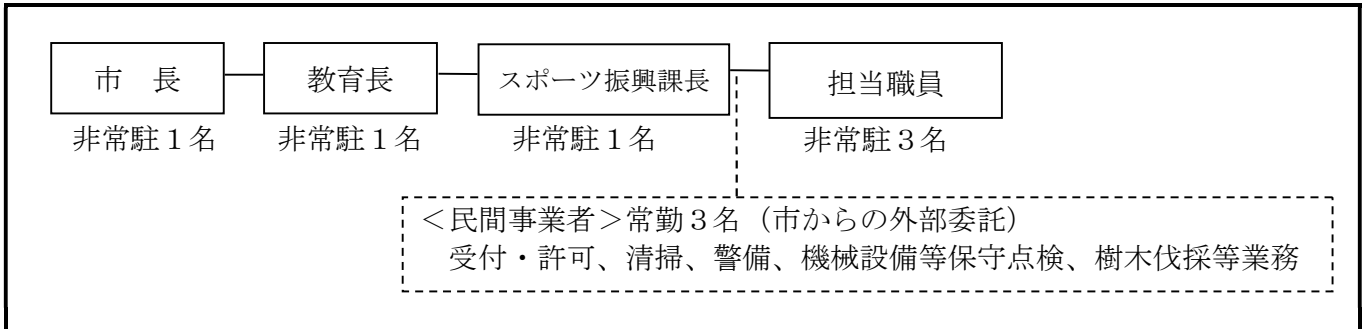 市　長
教育長
スポーツ振興課長
担当職員
非常駐１名
非常駐１名
非常駐１名
非常駐３名
＜民間事業者＞常勤３名（市からの外部委託）
受付・許可、清掃、警備、機械設備等保守点検、樹木伐採等業務